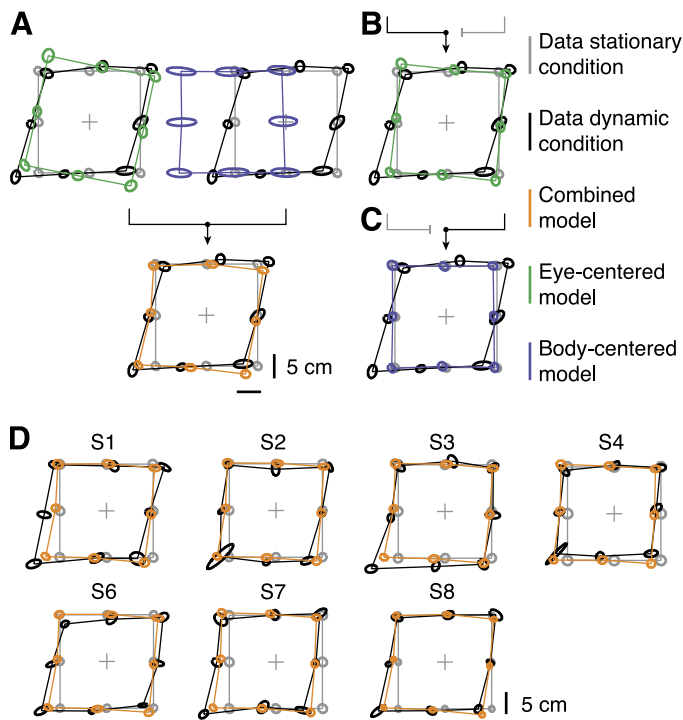 A
B
Data stationary
condition
Data dynamic
condition
C
Combined
model
Eye-centered
model
Body-centered
model
5 cm
D
S1
S2
S3
S4
S6
S7
S8
5 cm